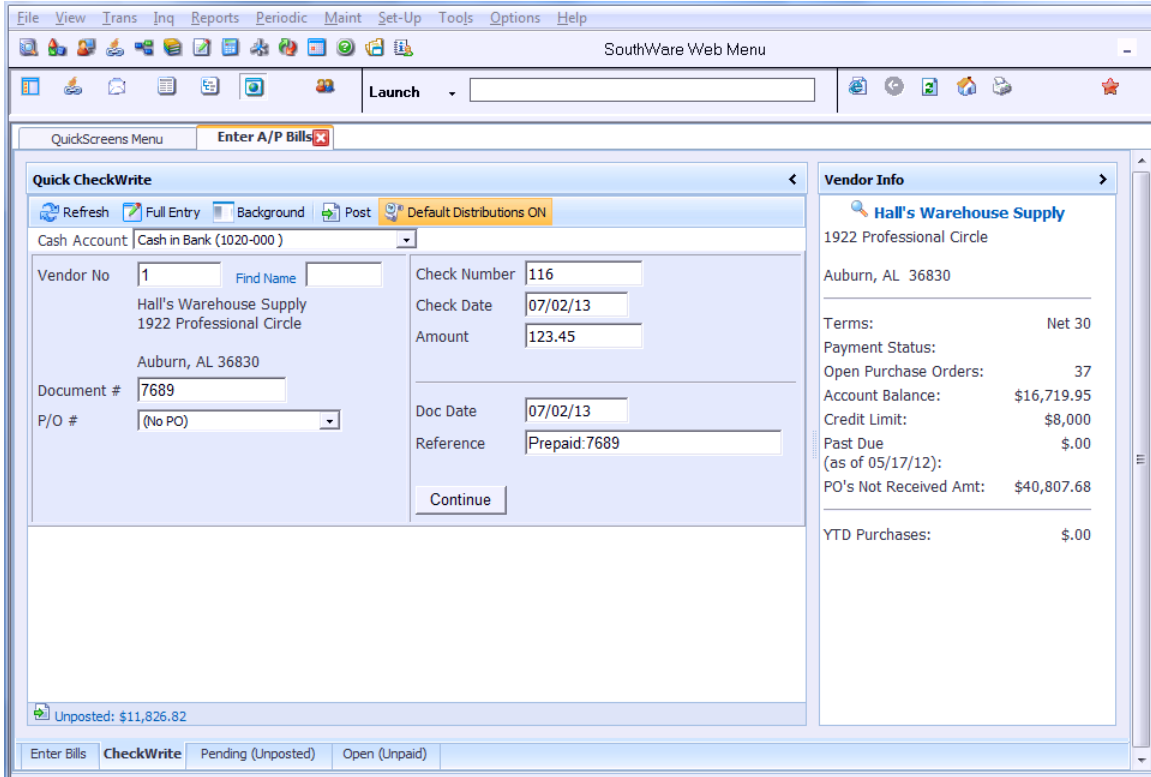 File View Trans Inq Reports Periodic Maint Set-Up Tools Options Help
SouthWare Web Menu
Launch
QuickScreens Menu Enter A/P Bills
Quick CheckWrite
Refresh Full Entry Background Post Default Distributions ON
Cash Account Cash in Bank (1020-000 )
Vendor No 1 Find Name
Hall's Warehouse Supply
1922 Professional Circle
Auburn, AL 36830
Document # 7689
P/O # (No PO)
Check Number 116
Check Date 07/02/13
Amount 123.45
Doc Date 07/02/13
Reference Prepaid:7689
Continue
Unposted: $11,826.82
Vendor Info
Hall's Warehouse Supply
1922 Professional Circle
Auburn, AL 36830
Terms: Net 30
Payment Status:
Open Purchase Orders: 37
Account Balance: $16,719.95
Credit Limit: $8,000
Past Due $.00
(as of 05/17/12):
PO's Not Received Amt: $40,807.68
YTD Purchases: $.00
Enter Bills CheckWrite Pending (Unposted) Open (Unpaid)